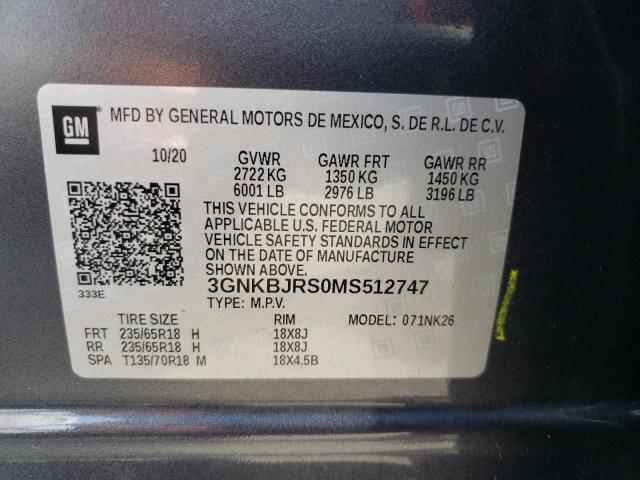 GM
MFD BY GENERAL MOTORS DE MEXICO, S. DE R.L. DE C.V.
10/20 GVWR GAWR FRT GAWR RR
2722 KG 1350 KG 1450 KG
6001 LB 2976 LB 3196 LB
THIS VEHICLE CONFORMS TO ALL
APPLICABLE U.S. FEDERAL MOTOR
VEHICLE SAFETY STANDARDS IN EFFECT
ON THE DATE OF MANUFACTURE
SHOWN ABOVE.
3GNKBJRS0MS512747
333E
TYPE: M.P.V.
TIRE SIZE RIM MODEL: 071NK26
FRT 235/65R18 H 18X8J
RR 235/65R18 H 18X8J
SPA T135/70R18 M 18X4.5B